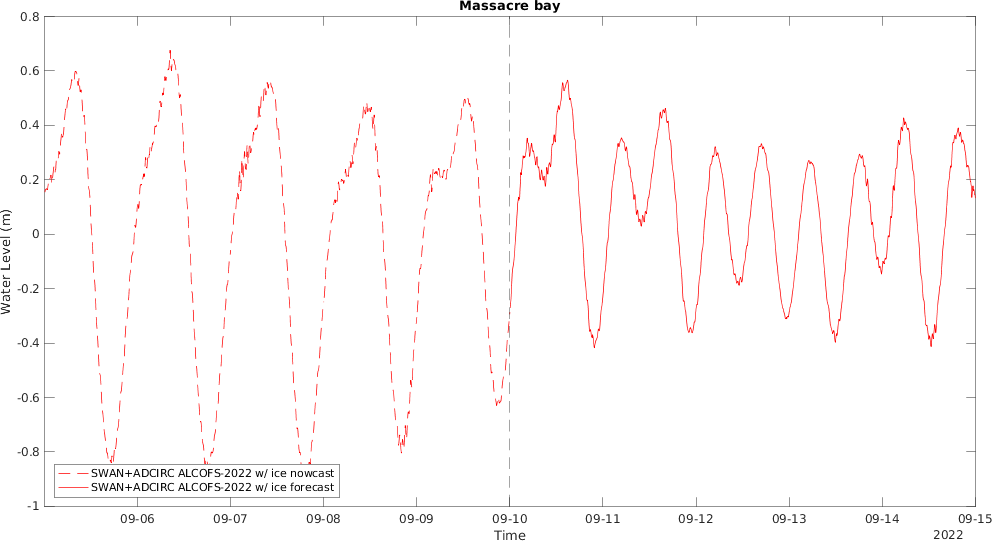 Massacre bay
0.8
0.6
0.4
0.2
0
-0.2
-0.4
-0.6
-0.8
-1
Water Level (m)
SWAN+ADCIRC ALCOFS-2022 w/ ice nowcast
SWAN+ADCIRC ALCOFS-2022 w/ ice forecast
09-06 09-07 09-08 09-09 09-10 09-11 09-12 09-13 09-14 09-15
Time 2022